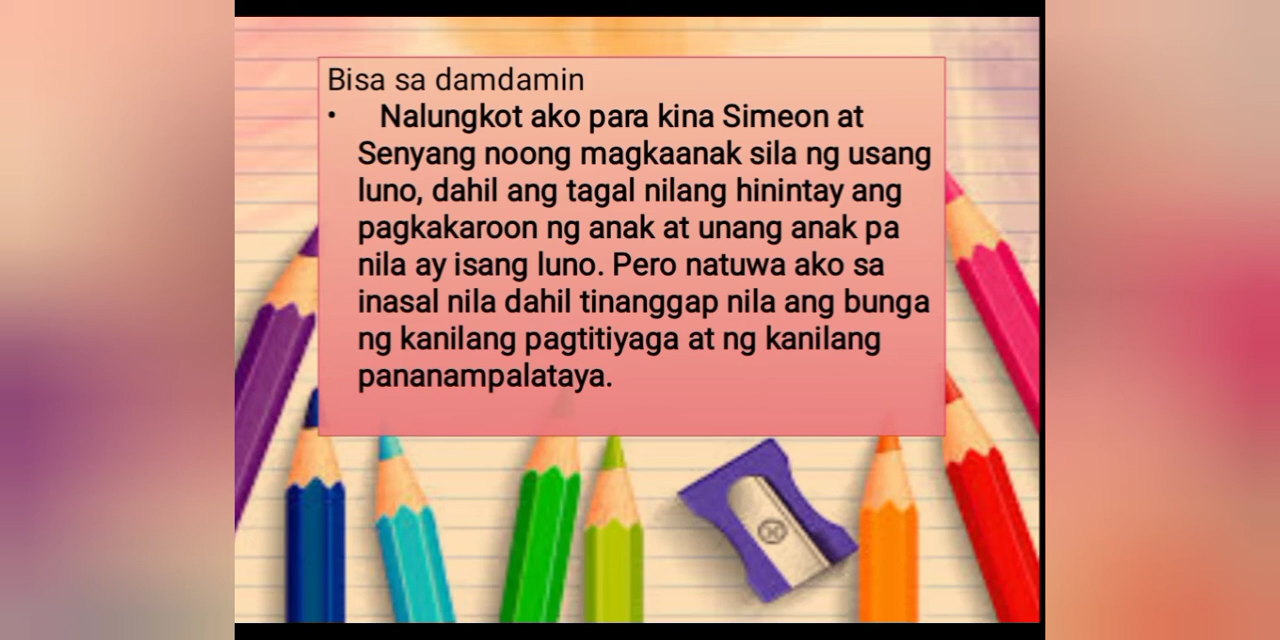 Bisa sa damdamin
• Nalungkot ako para kina Simeon at
Senyang noong magkaanak sila ng usang
luno, dahil ang tagal nilang hinintay ang
pagkakaroon ng anak at unang anak pa
nila ay isang luno. Pero natuwa ako sa
inasal nila dahil tinanggap nila ang bunga
ng kanilang pagtitiyaga at ng kanilang
pananampalataya.